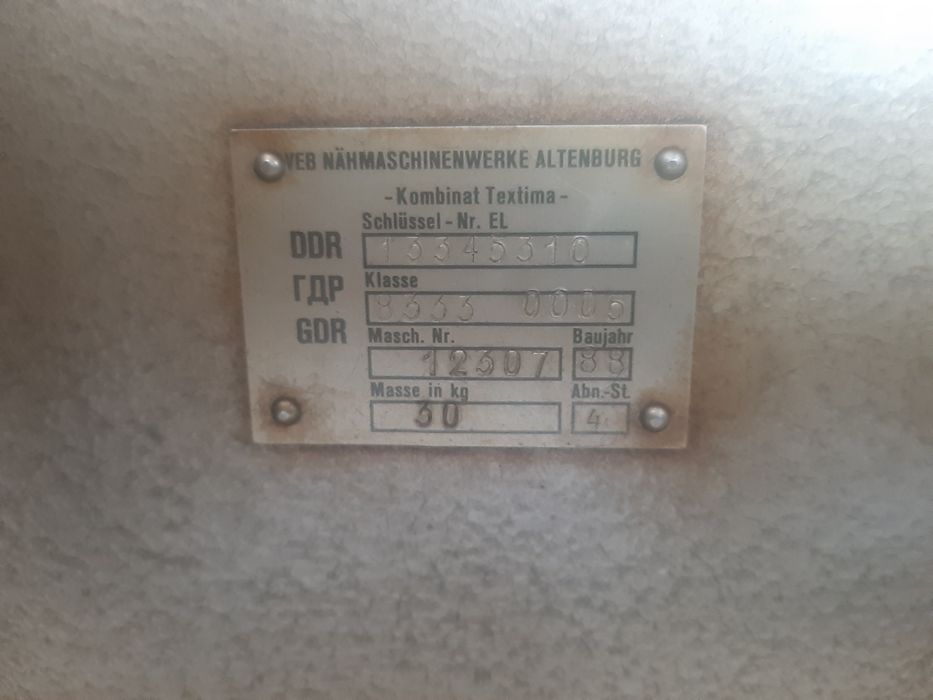 VEB NÄHMASCHINENWERKE ALTENBURG
-Kombinat Textima-
Schlüssel-Nr. EL
DDR 13345310
Klasse
ГДР 8333 0005
GDR Masch. Nr. Baujahr
12307 88
Masse in kg Abn.-St.
30 4